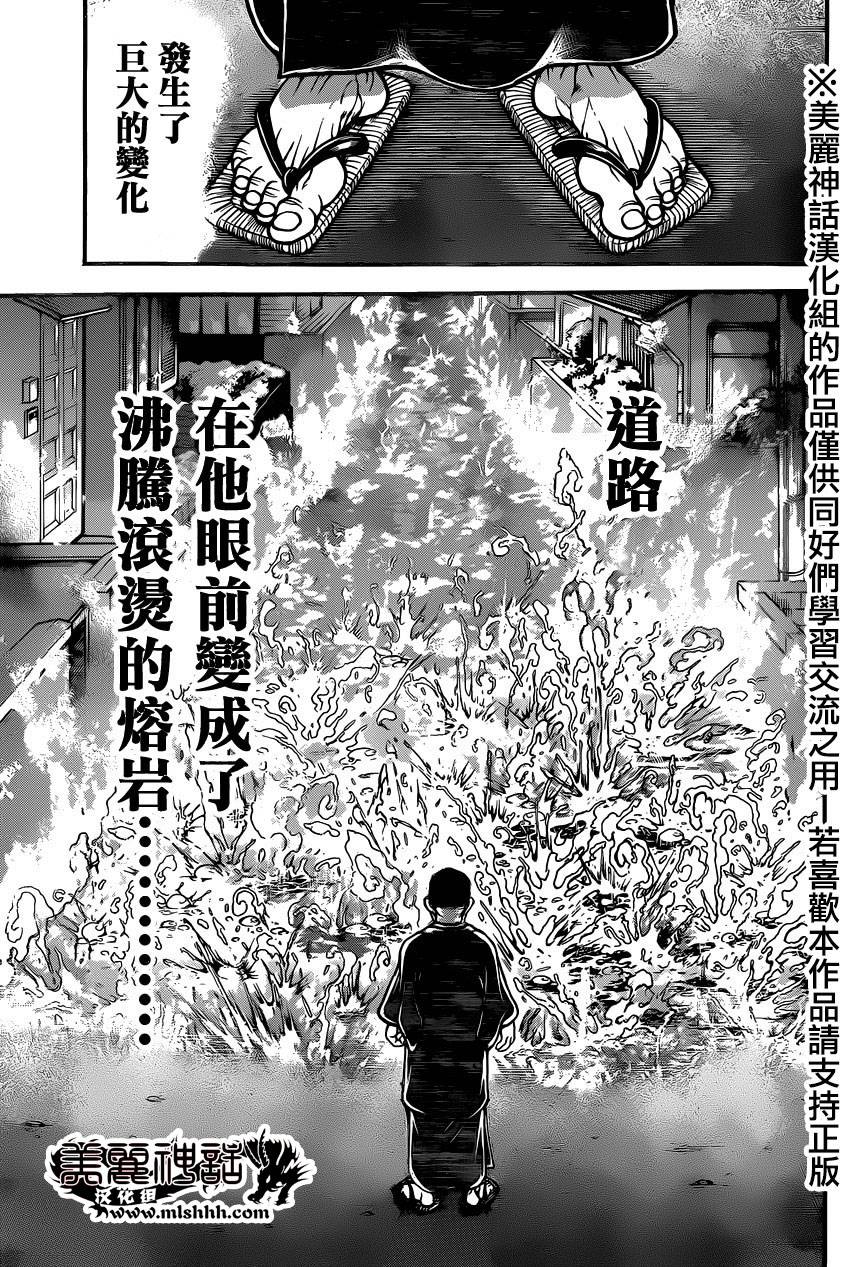 發生了
巨大的變化
道路
在他眼前變成了
沸騰滾燙的熔岩………………
※美麗神話漢化組的作品僅供同好們學習交流之用—若喜歡本作品請支持正版
美麗神話
汉化组
www.mlshhh.com